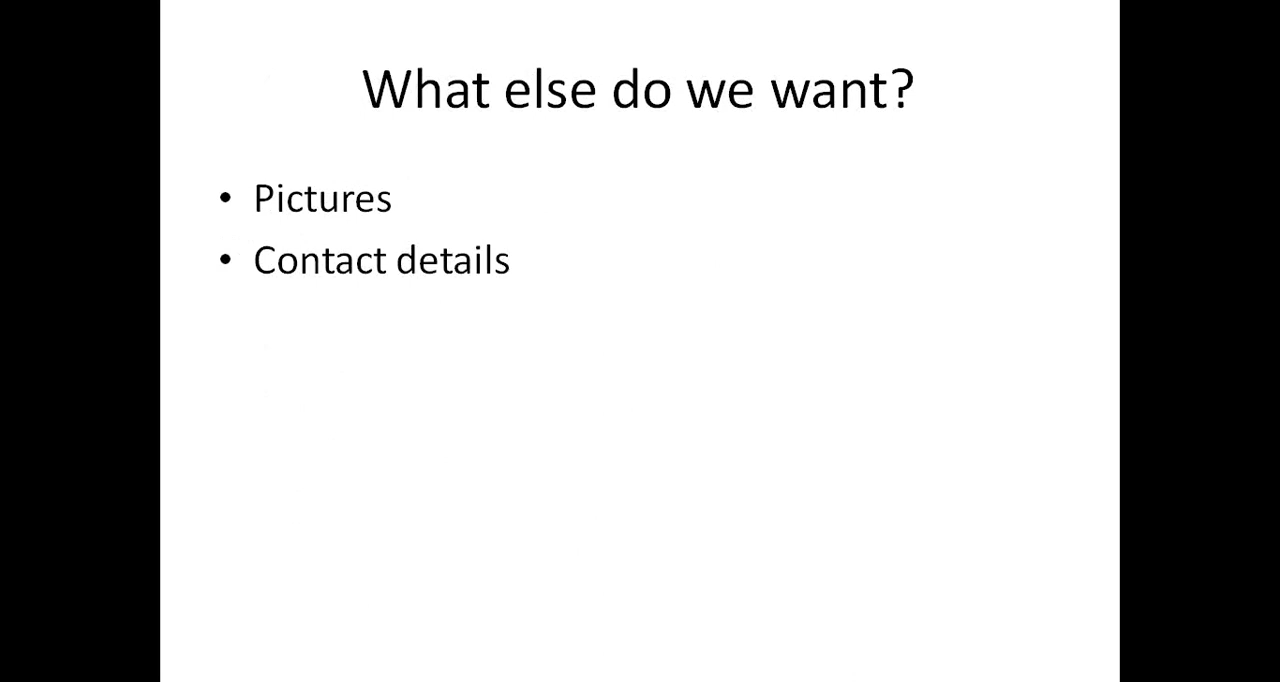 What else do we want?
• Pictures
• Contact details